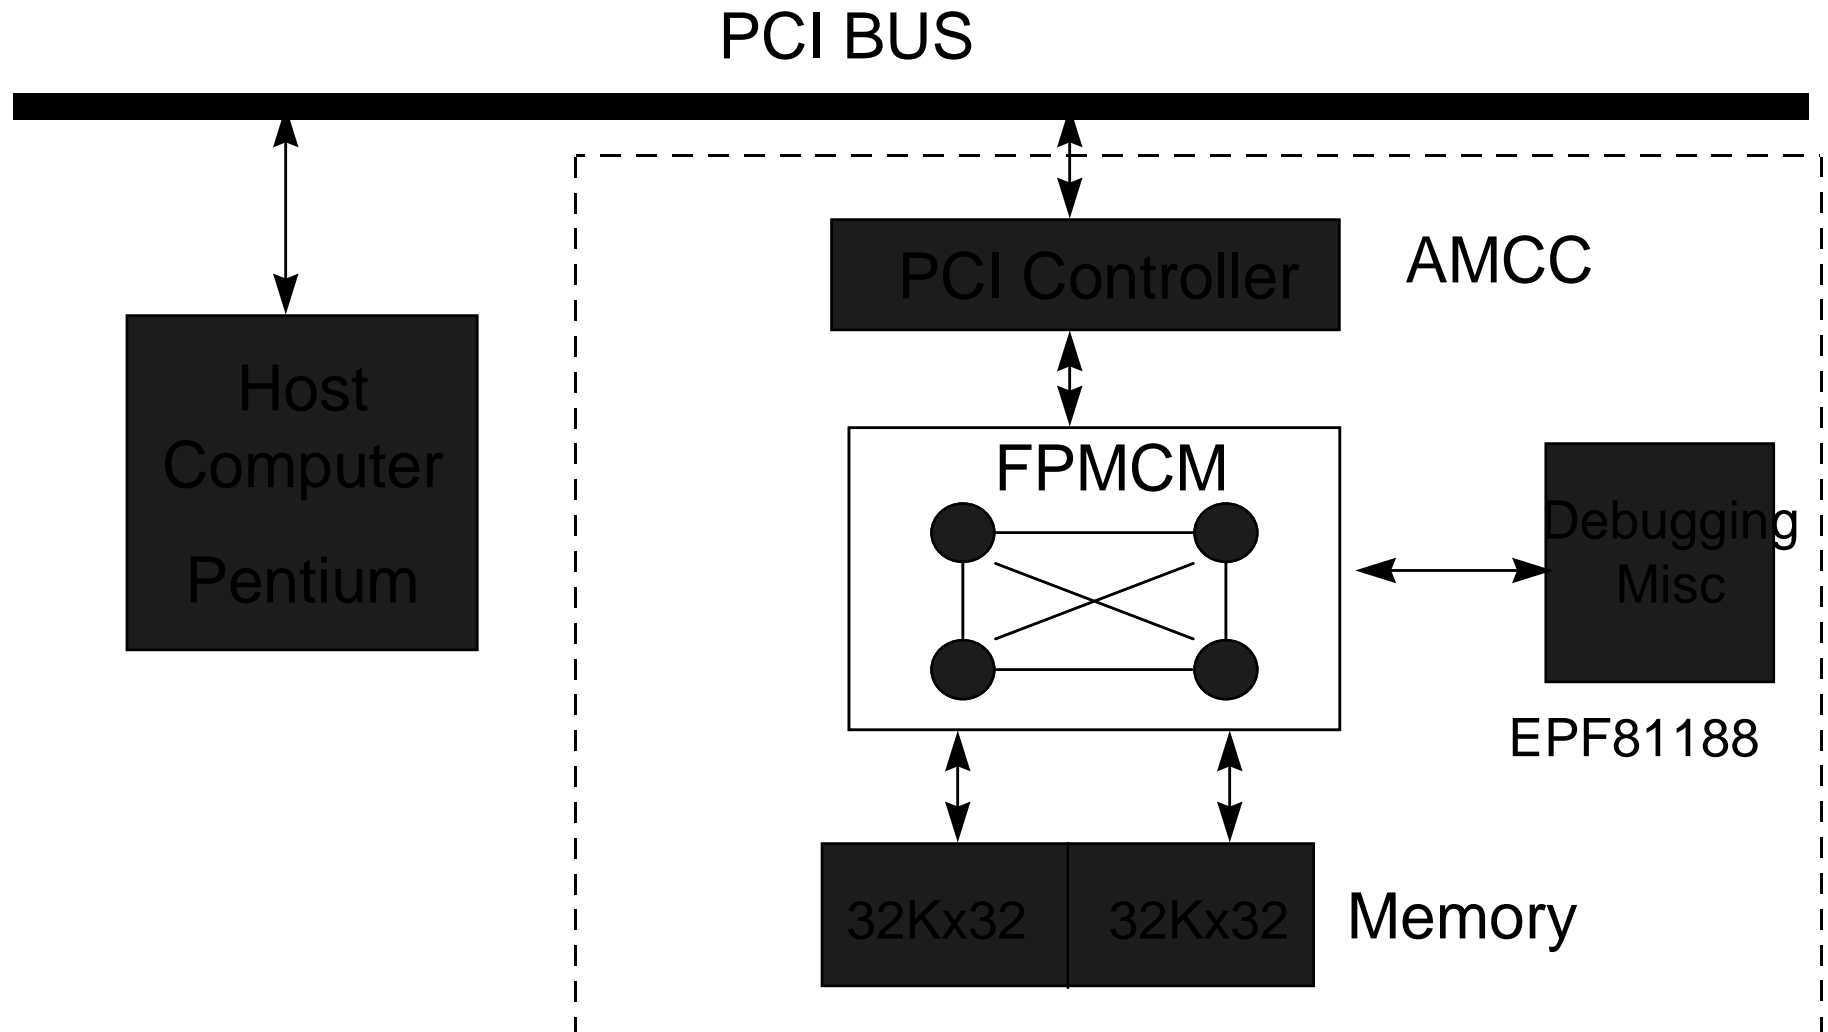 PCI BUS
PCI Controller
AMCC
Host
Computer
Pentium
FPMCM
Debugging
Misc
EPF81188
32Kx32
32Kx32
Memory